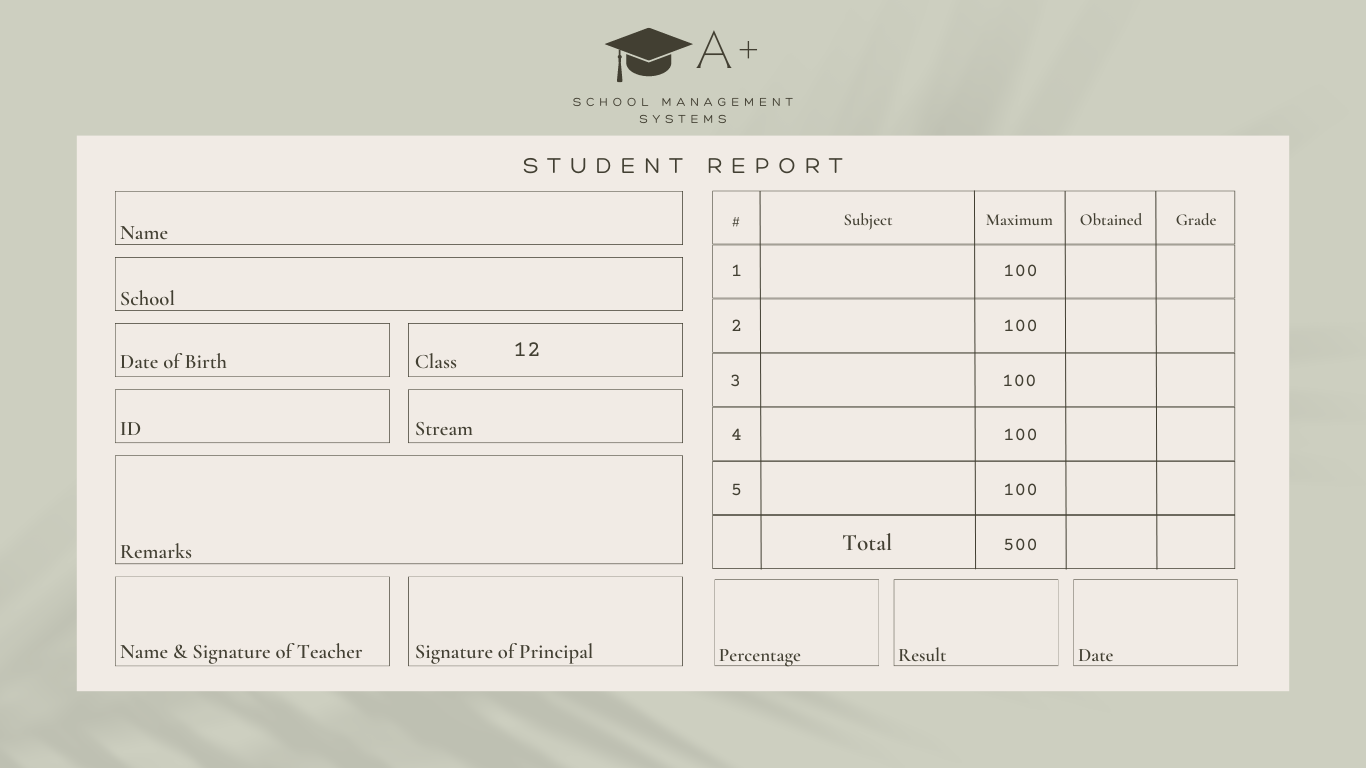 A+
SCHOOL MANAGEMENT
SYSTEMS
STUDENT REPORT
Name
School
Date of Birth
Class 12
ID
Stream
Remarks
Name & Signature of Teacher
Signature of Principal
# Subject Maximum Obtained Grade
1 100
2 100
3 100
4 100
5 100
Total 500
Percentage
Result
Date